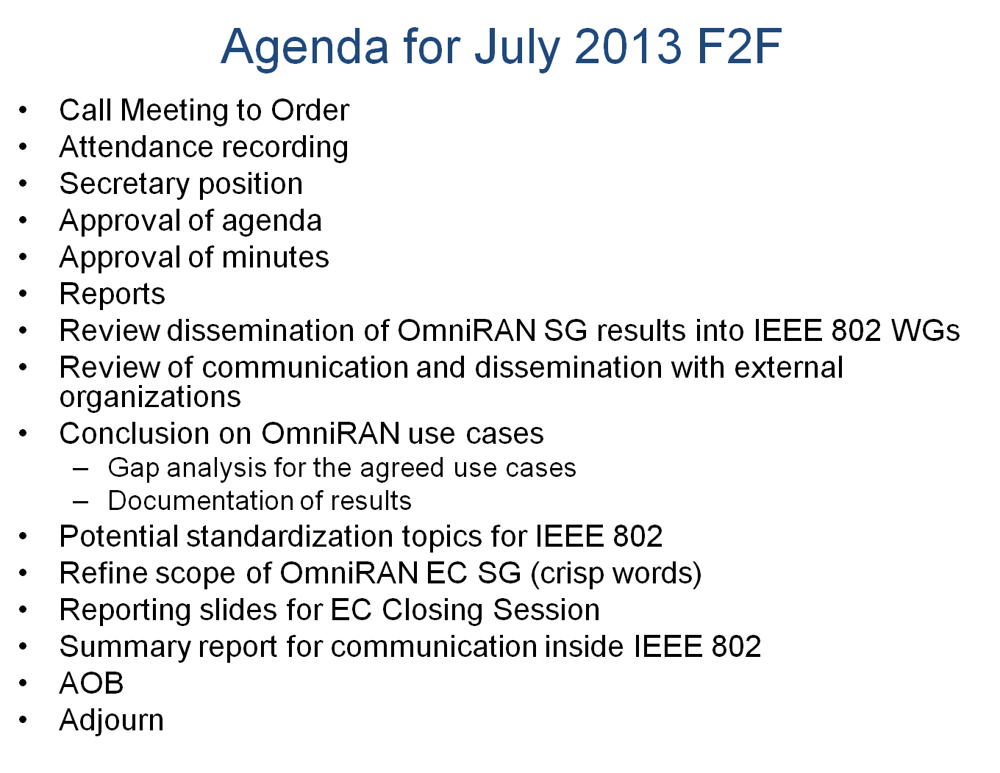 Agenda for July 2013 F2F
• Call Meeting to Order
• Attendance recording
• Secretary position
• Approval of agenda
• Approval of minutes
• Reports
• Review dissemination of OmniRAN SG results into IEEE 802 WGs
• Review of communication and dissemination with external
organizations
• Conclusion on OmniRAN use cases
– Gap analysis for the agreed use cases
– Documentation of results
• Potential standardization topics for IEEE 802
• Refine scope of OmniRAN EC SG (crisp words)
• Reporting slides for EC Closing Session
• Summary report for communication inside IEEE 802
• AOB
• Adjourn